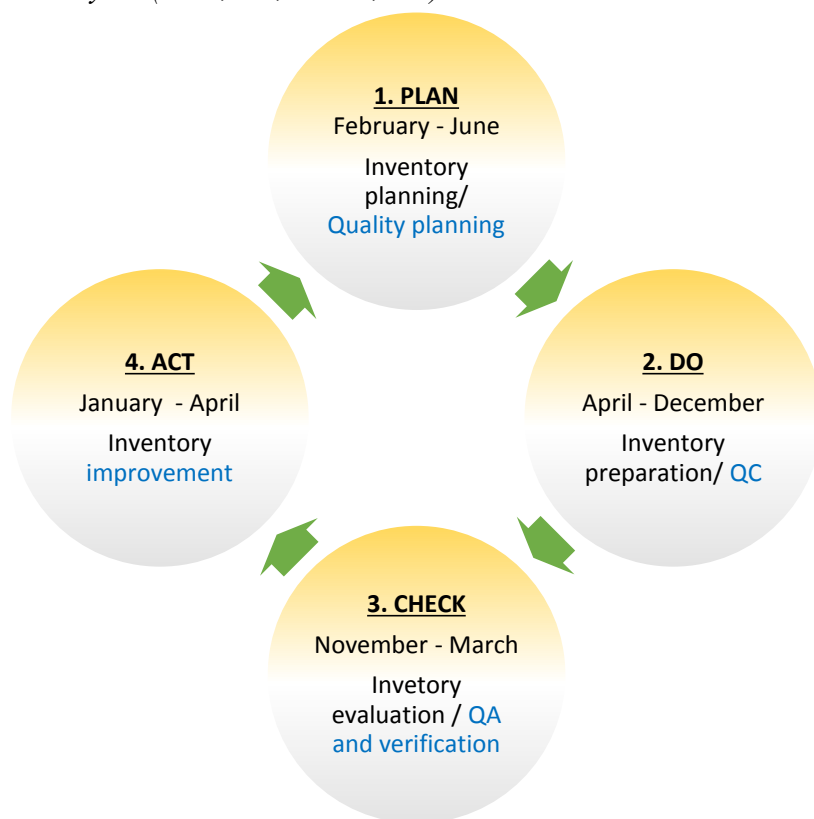 1. PLAN
February - June
Inventory
planning/
Quality planning
2. DO
April - December
Inventory
preparation/ QC
3. CHECK
November - March
Invetory
evaluation / QA
and verification
4. ACT
January - April
Inventory
improvement